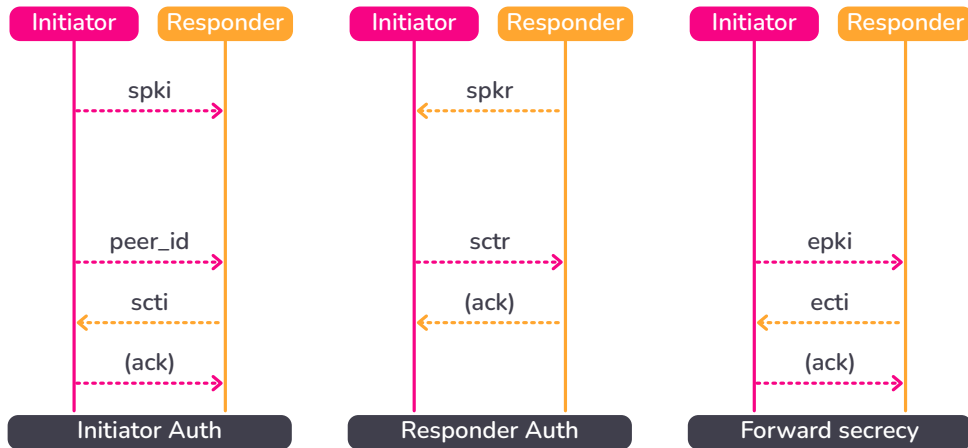 Initiator Responder
spki
peer_id
scti
(ack)
Initiator Auth
Initiator Responder
spkr
sctr
(ack)
Responder Auth
Initiator Responder
epki
ecti
(ack)
Forward secrecy